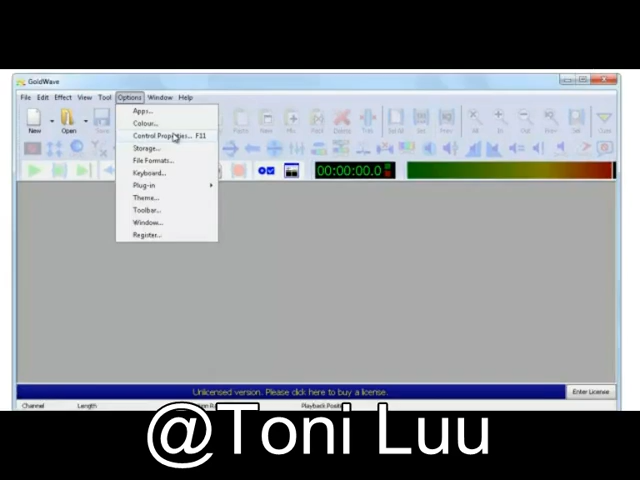 GoldWave
File Edit Effect View Tool Options Window Help
New Open
Apps...
Colour...
Control Properties... F11
Storage...
File Formats...
Keyboard...
Plug-in
Theme...
Toolbar...
Window...
Register...
00:00:00.0
Unlicensed version. Please click here to buy a license.
Enter License
Channel Length
@Toni Luu